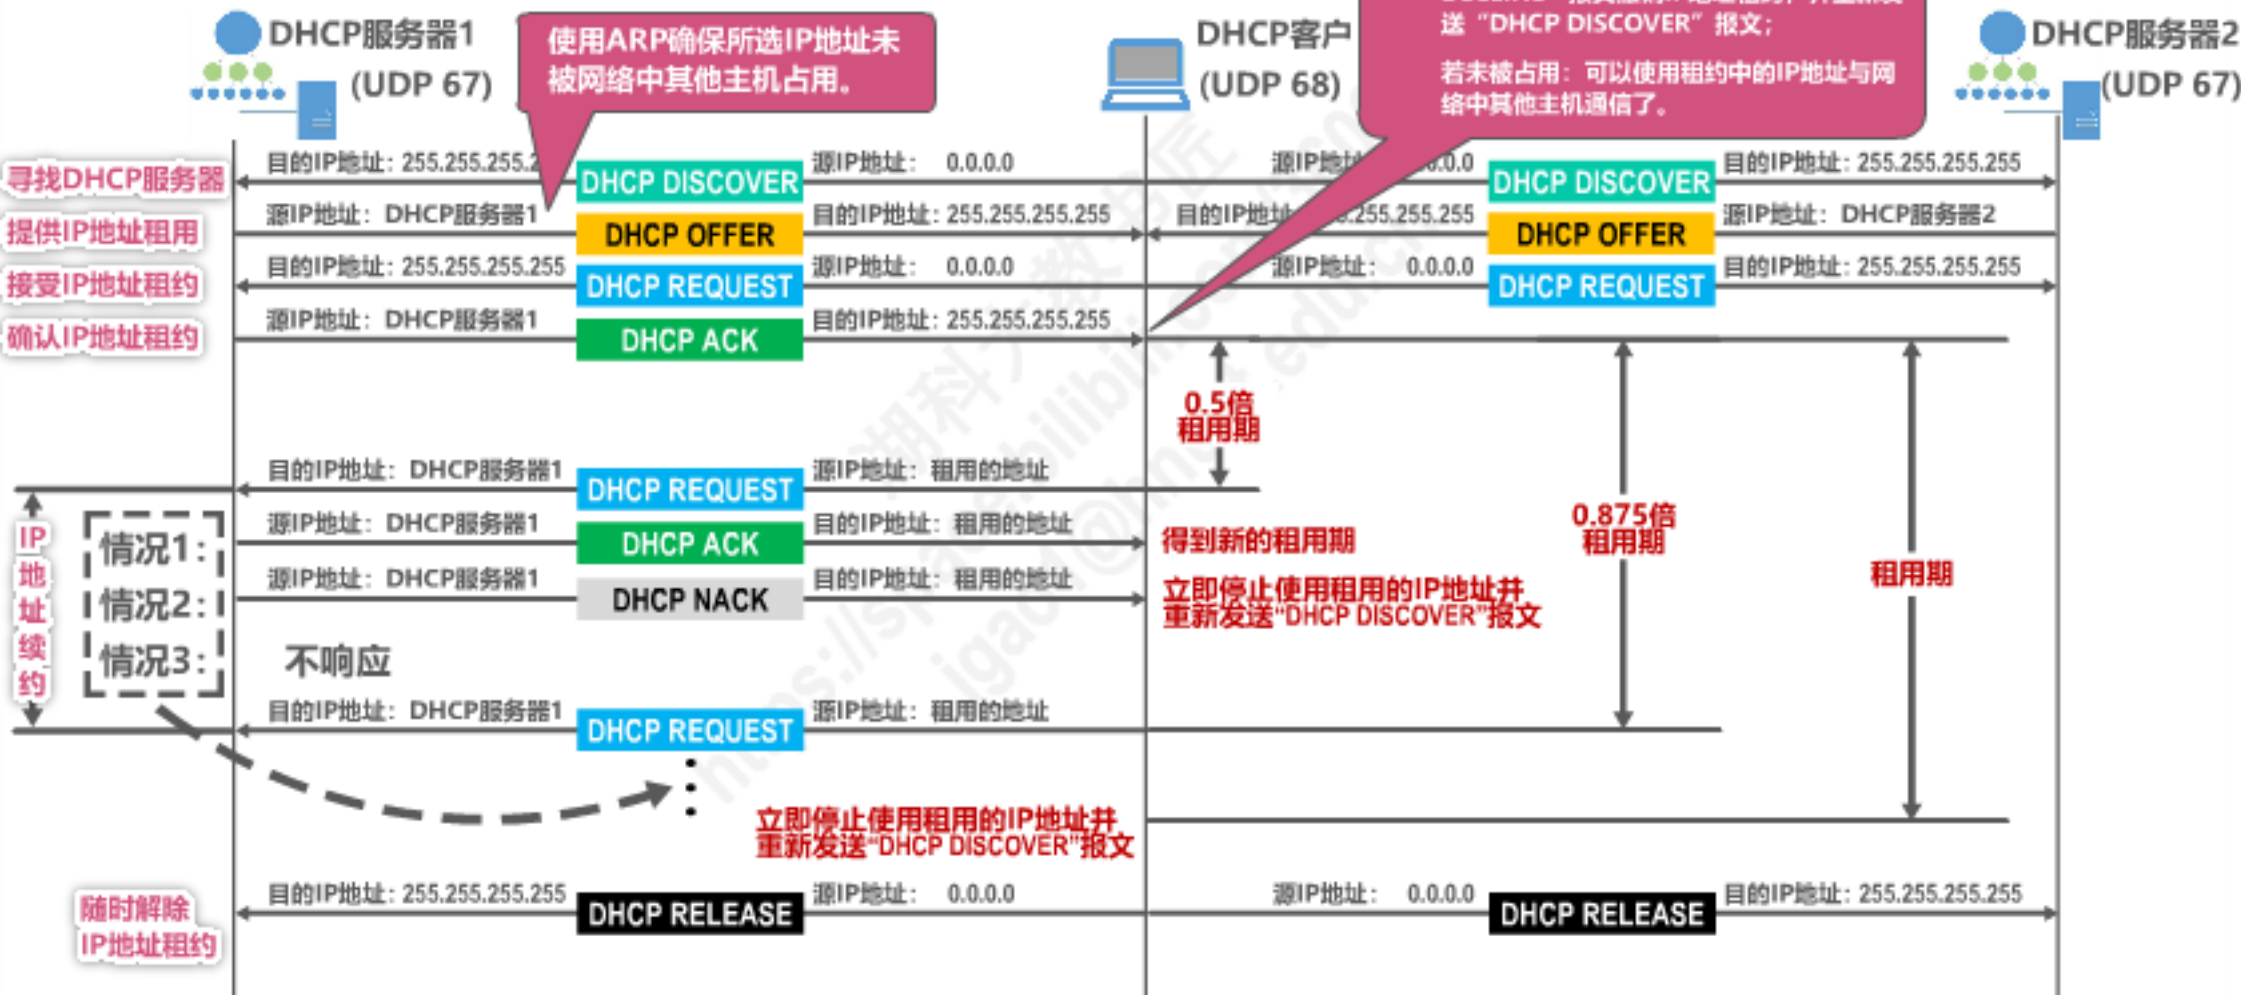 DHCP服务器1
(UDP 67)
使用ARP确保所选IP地址未
被网络中其他主机占用。
DHCP客户
(UDP 68)
送“DHCP DISCOVER”报文；
若未被占用：可以使用租约中的IP地址与网
络中其他主机通信了。
DHCP服务器2
(UDP 67)
寻找DHCP服务器
目的IP地址：255.255.255.2
DHCP DISCOVER
源IP地址： 0.0.0.0
源IP地址 0.0.0
DHCP DISCOVER
目的IP地址：255.255.255.255
提供IP地址租用
源IP地址：DHCP服务器1
DHCP OFFER
目的IP地址：255.255.255.255
目的IP地址 255.255.255
DHCP OFFER
源IP地址：DHCP服务器2
接受IP地址租约
目的IP地址：255.255.255.255
DHCP REQUEST
源IP地址： 0.0.0.0
源IP地址： 0.0.0.0
DHCP REQUEST
目的IP地址：255.255.255.255
确认IP地址租约
源IP地址：DHCP服务器1
DHCP ACK
目的IP地址：255.255.255.255
0.5倍
租用期
0.875倍
租用期
租用期
目的IP地址：DHCP服务器1
DHCP REQUEST
源IP地址：租用的地址
IP地址续约
情况1：
源IP地址：DHCP服务器1
DHCP ACK
目的IP地址：租用的地址
得到新的租用期
情况2：
源IP地址：DHCP服务器1
DHCP NACK
目的IP地址：租用的地址
立即停止使用租用的IP地址并
重新发送“DHCP DISCOVER”报文
情况3：
不响应
目的IP地址：DHCP服务器1
DHCP REQUEST
源IP地址：租用的地址
立即停止使用租用的IP地址并
重新发送“DHCP DISCOVER”报文
随时解除
IP地址租约
目的IP地址：255.255.255.255
DHCP RELEASE
源IP地址： 0.0.0.0
源IP地址： 0.0.0.0
DHCP RELEASE
目的IP地址：255.255.255.255